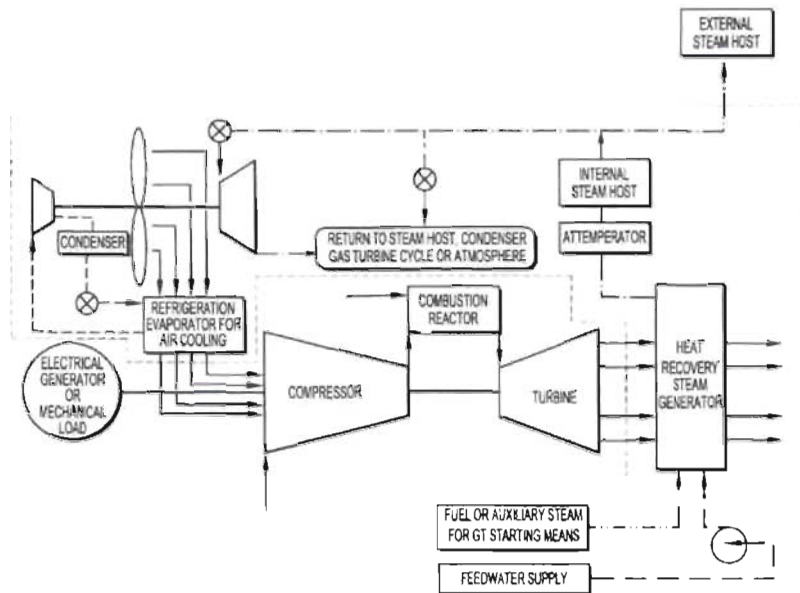 EXTERNAL
STEAM HOST
INTERNAL
STEAM HOST
CONDENSER
RETURN TO STEAM HOST, CONDENSER
GAS TURBINE CYCLE OR ATMOSPHERE
ATTEMPERATOR
REFRIGERATION
EVAPORATOR FOR
AIR COOLING
COMBUSTION
REACTOR
ELECTRICAL
GENERATOR
OR
MECHANICAL
LOAD
COMPRESSOR
TURBINE
HEAT
RECOVERY
STEAM
GENERATOR
FUEL OR AUXILIARY STEAM
FOR GT STARTING MEANS
FEEDWATER SUPPLY